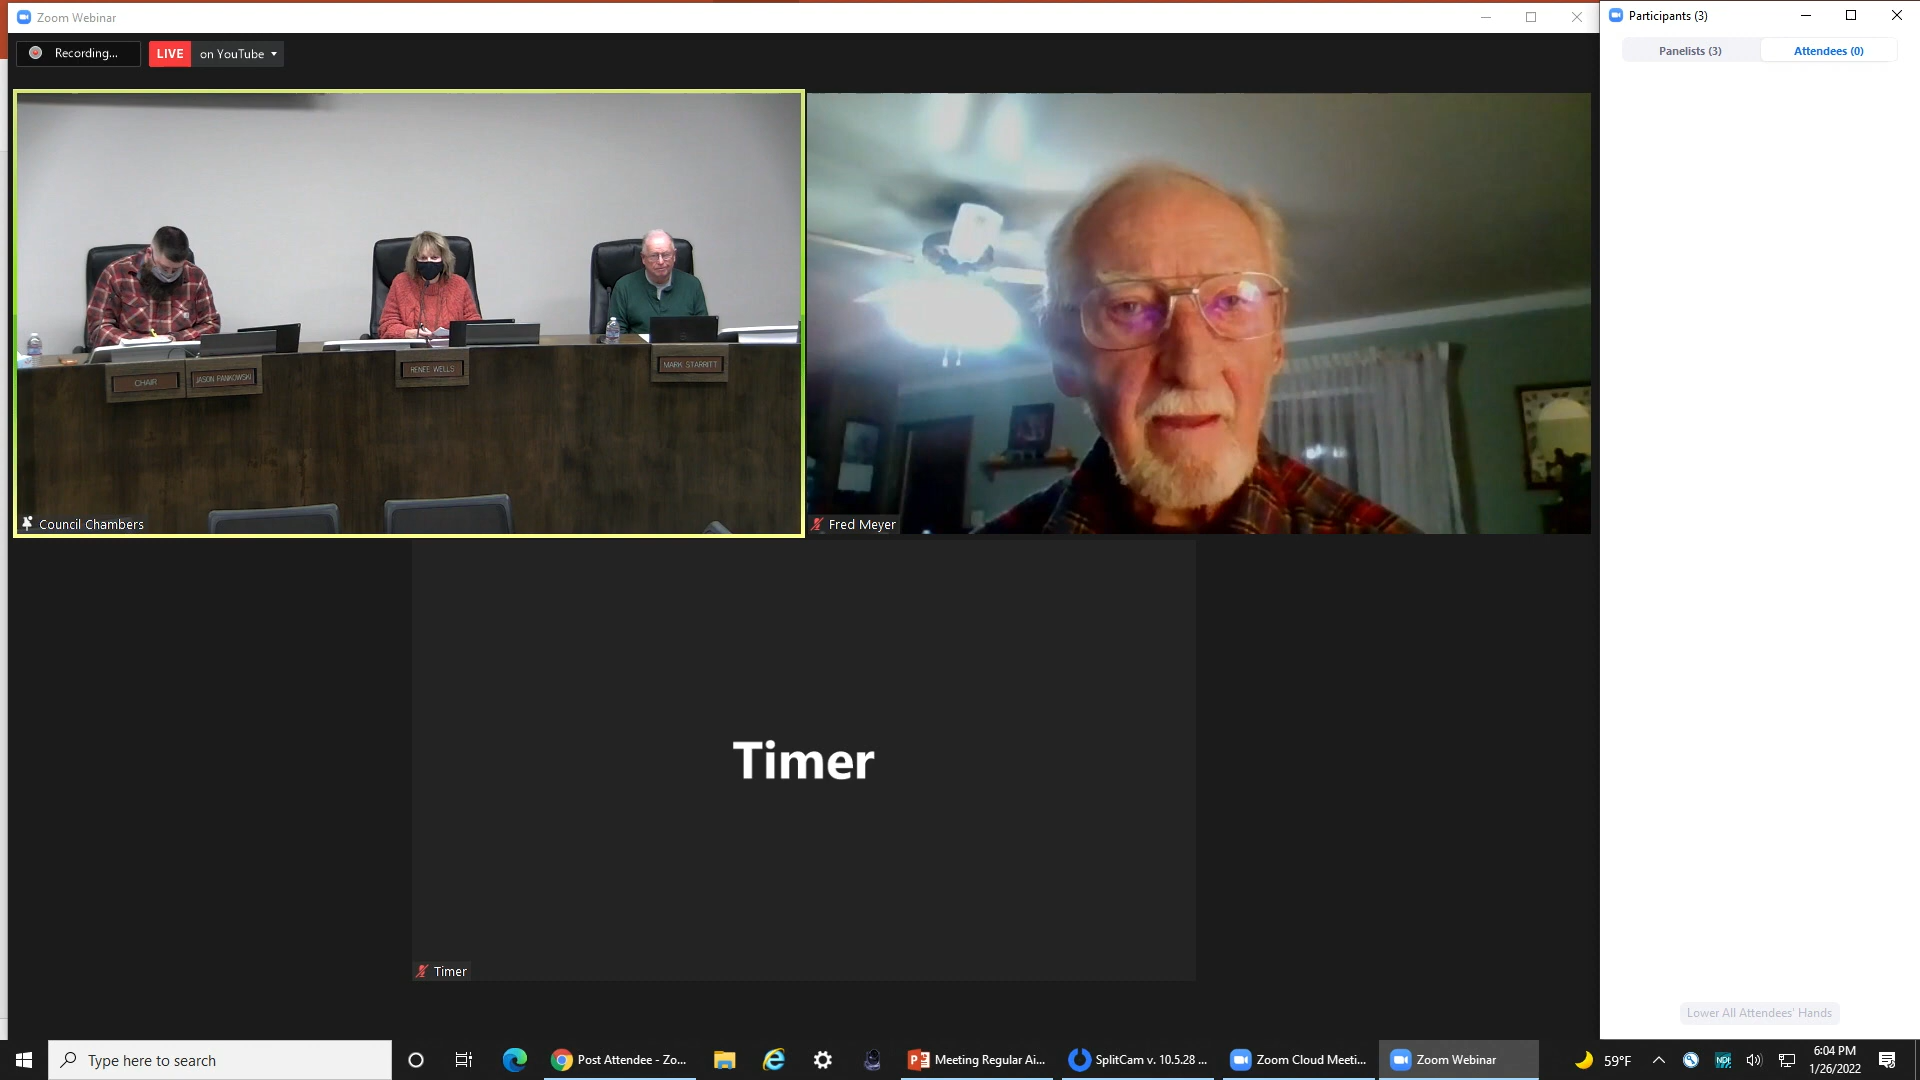 Zoom Webinar
Recording...
LIVE on YouTube
Participants (3)
Panelists (3)
Attendees (0)
CHAIR
JASON PANKOWSKI
RENEE WELLS
MARK STARRITT
Council Chambers
Fred Meyer
Timer
Timer
Lower All Attendees' Hands
Type here to search
Post Attendee - Zo...
Meeting Regular Ai...
SplitCam v. 10.5.28 ...
Zoom Cloud Meeti...
Zoom Webinar
59°F
NDI
6:04 PM
1/26/2022